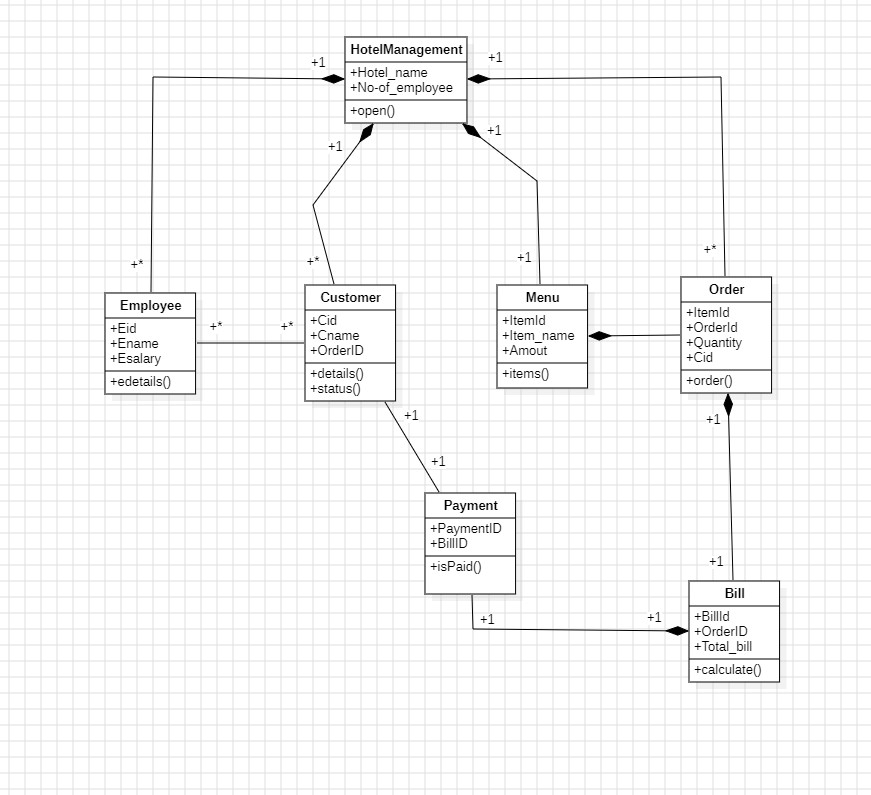 HotelManagement
+1
+1
+Hotel_name
+No-of_employee
+open()
+1
+1
+*
+*
+1
+*
Employee
+Eid
+Ename
+Esalary
+edetails()
+*
+*
Customer
+Cid
+Cname
+OrderID
+details()
+status()
Menu
+ItemId
+Item_name
+Amout
+items()
Order
+ItemId
+OrderId
+Quantity
+Cid
+order()
+1
+1
+1
Payment
+PaymentID
+BillID
+isPaid()
+1
+1
+1
Bill
+BillId
+OrderID
+Total_bill
+calculate()